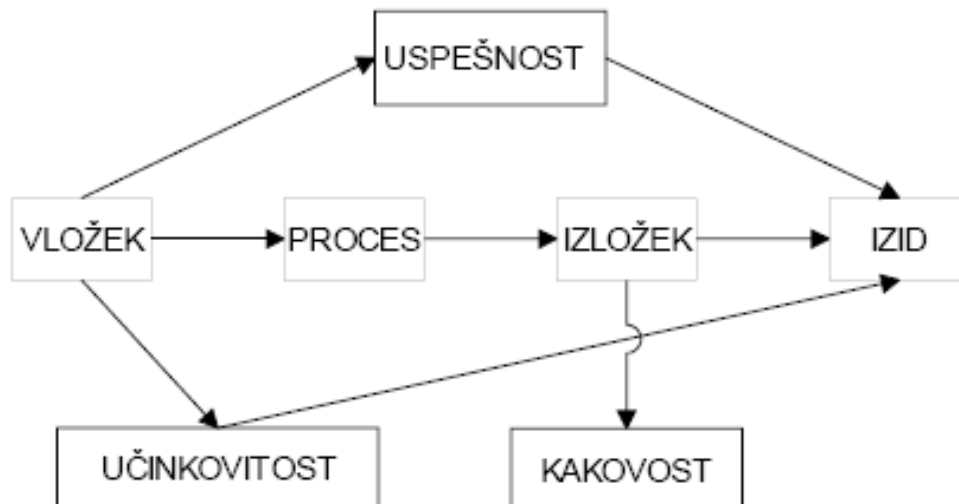 USPEŠNOST
VLOŽEK
PROCES
IZLOŽEK
IZID
UČINKOVITOST
KAKOVOST